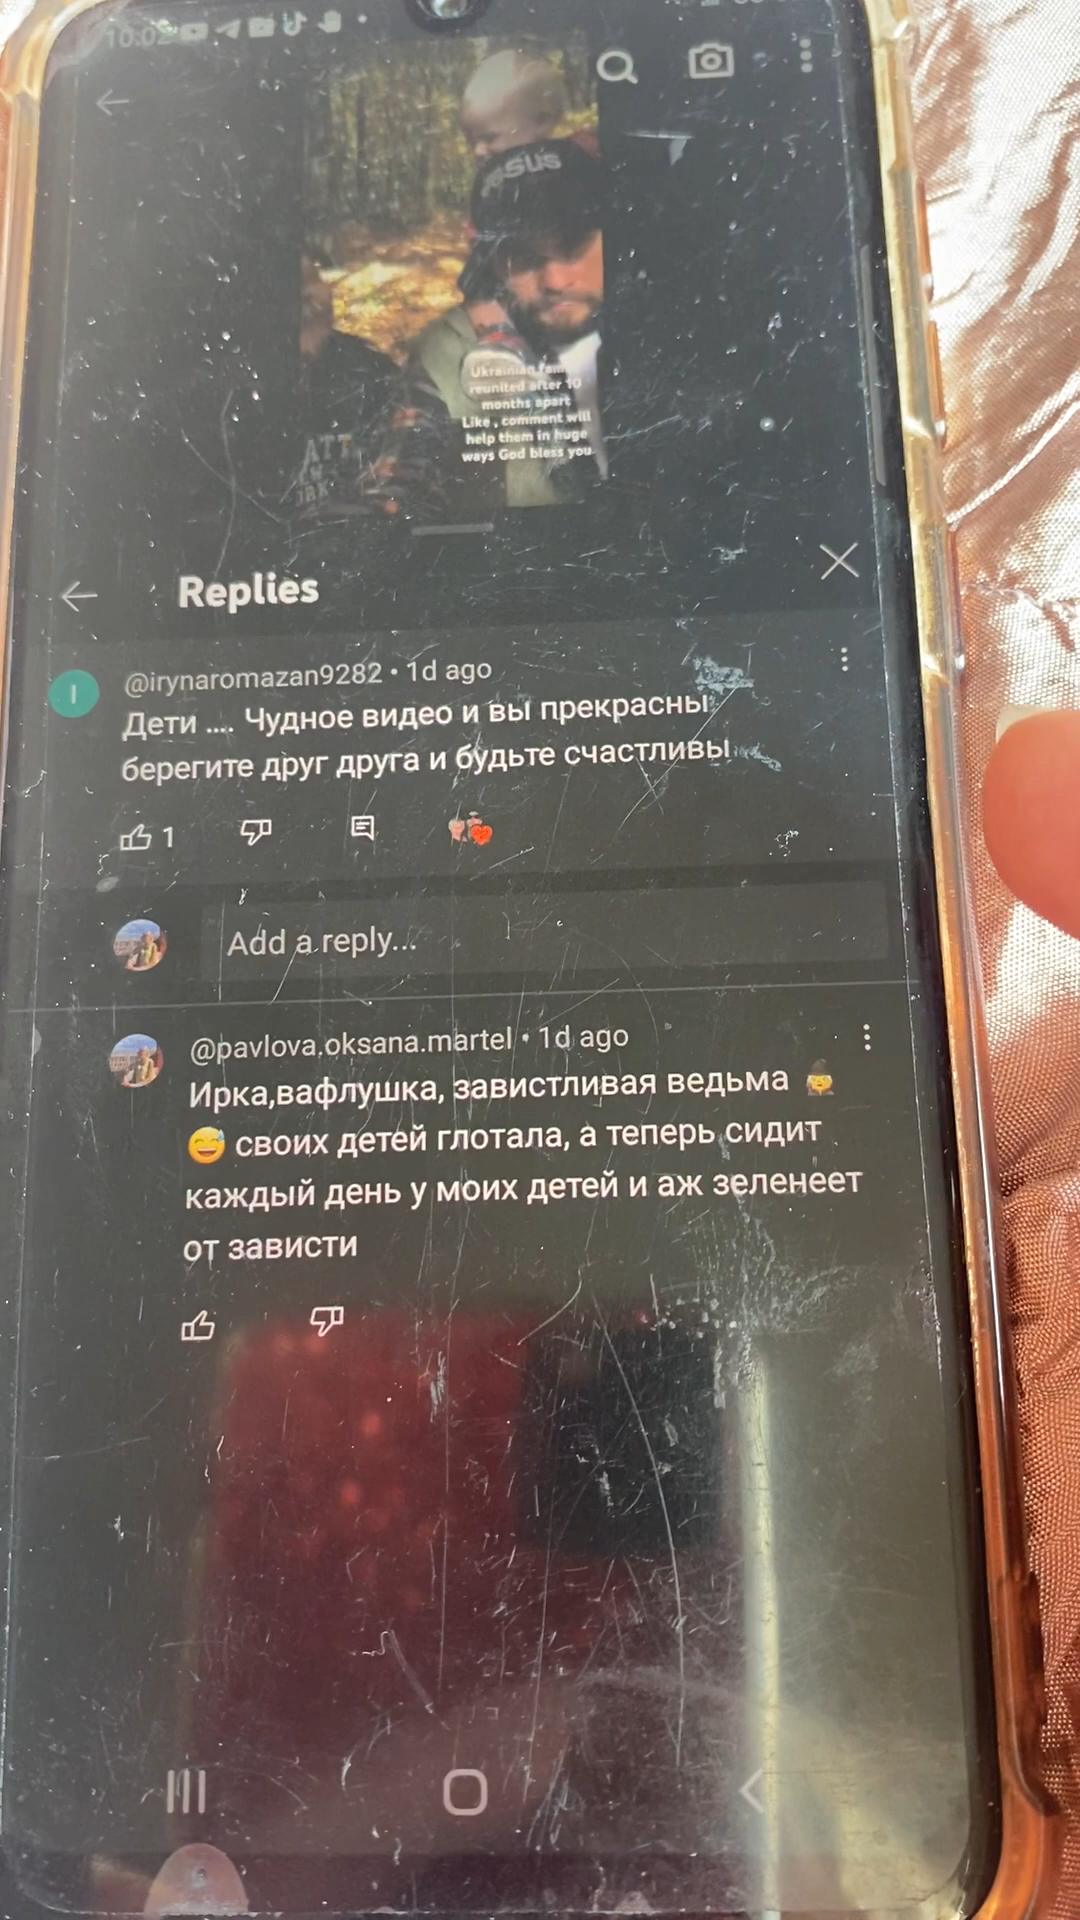 10:02
Ukrainian
reunited after 10
months apart
Like , comment will
help them in huge
ways God bless you
Replies
I
@irynaromazan9282 • 1d ago
Дети .... Чудное видео и вы прекрасны
берегите друг друга и будьте счастливы
1
Add a reply...
@pavlova.oksana.martel • 1d ago
Ирка,вафлушка, завистливая ведьма
😅 своих детей глотала, а теперь сидит
каждый день у моих детей и аж зеленеет
от зависти